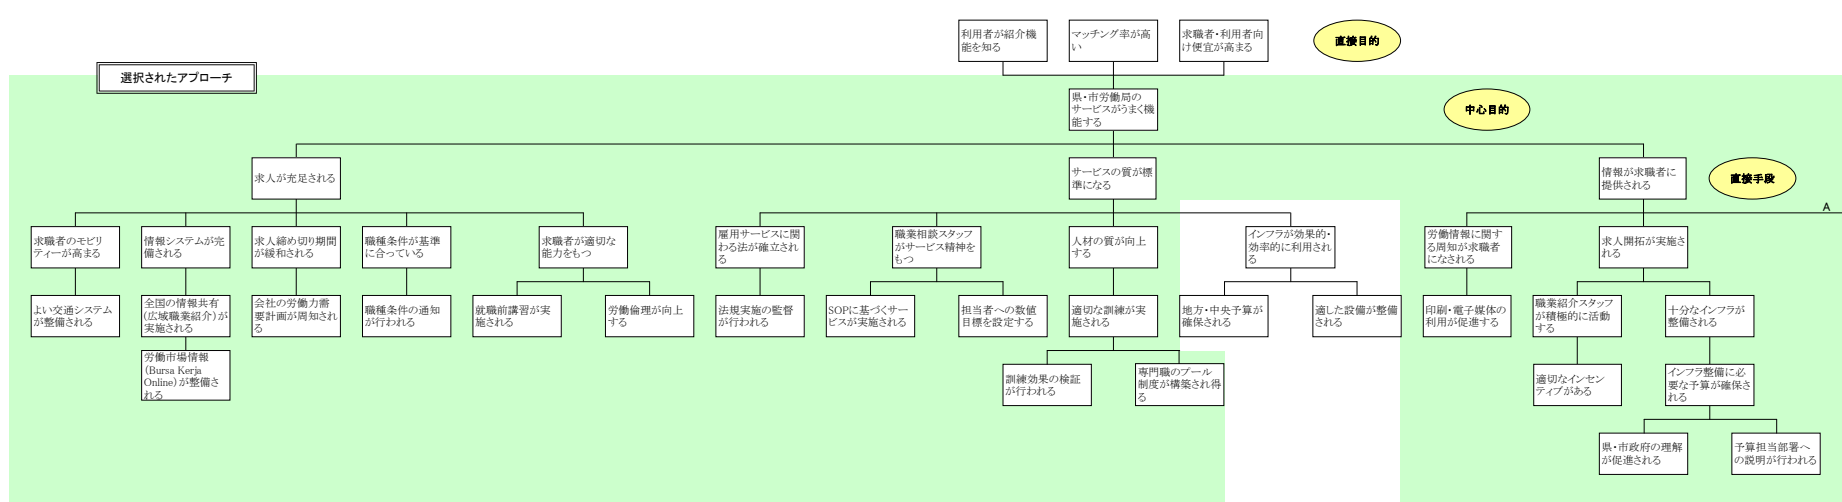 利用者が紹介機
能を知る
マッチング率が高
い
求職者・利用者向
け便宜が高まる
直接目的
選択されたアプローチ
県・市労働局の
サービスがうまく機
能する
中心目的
求人が充足される
サービスの質が標
準になる
情報が求職者に
提供される
直接手段
A
求職者のモビリ
ティーが高まる
情報システムが完
備される
求人締め切り期間
が緩和される
職種条件が基準
に合っている
求職者が適切な
能力をもつ
雇用サービスに関
わる法が確立され
る
職業相談スタッフ
がサービス精神を
もつ
人材の質が向上
する
インフラが効果的・
効率的に利用され
る
労働情報に関す
る周知が求職者
になされる
求人開拓が実施さ
れる
よい交通システム
が整備される
全国の情報共有
(広域職業紹介)が
実施される
会社の労働力需
要計画が周知され
る
職種条件の通知
が行われる
就職前講習が実
施される
労働倫理が向上
する
法規実施の監督
が行われる
SOPに基づくサー
ビスが実施される
担当者への数値
目標を設定する
適切な訓練が実
施される
地方・中央予算が
確保される
適した設備が整備
される
印刷・電子媒体の
利用が促進する
職業紹介スタッフ
が積極的に活動
する
十分なインフラが
整備される
労働市場情報
(Bursa Kerja
Online)が整備さ
れる
訓練効果の検証
が行われる
専門職のプール
制度が構築され得
る
適切なインセン
ティブがある
インフラ整備に必
要な予算が確保さ
れる
県・市政府の理解
が促進される
予算担当部署へ
の説明が行われる